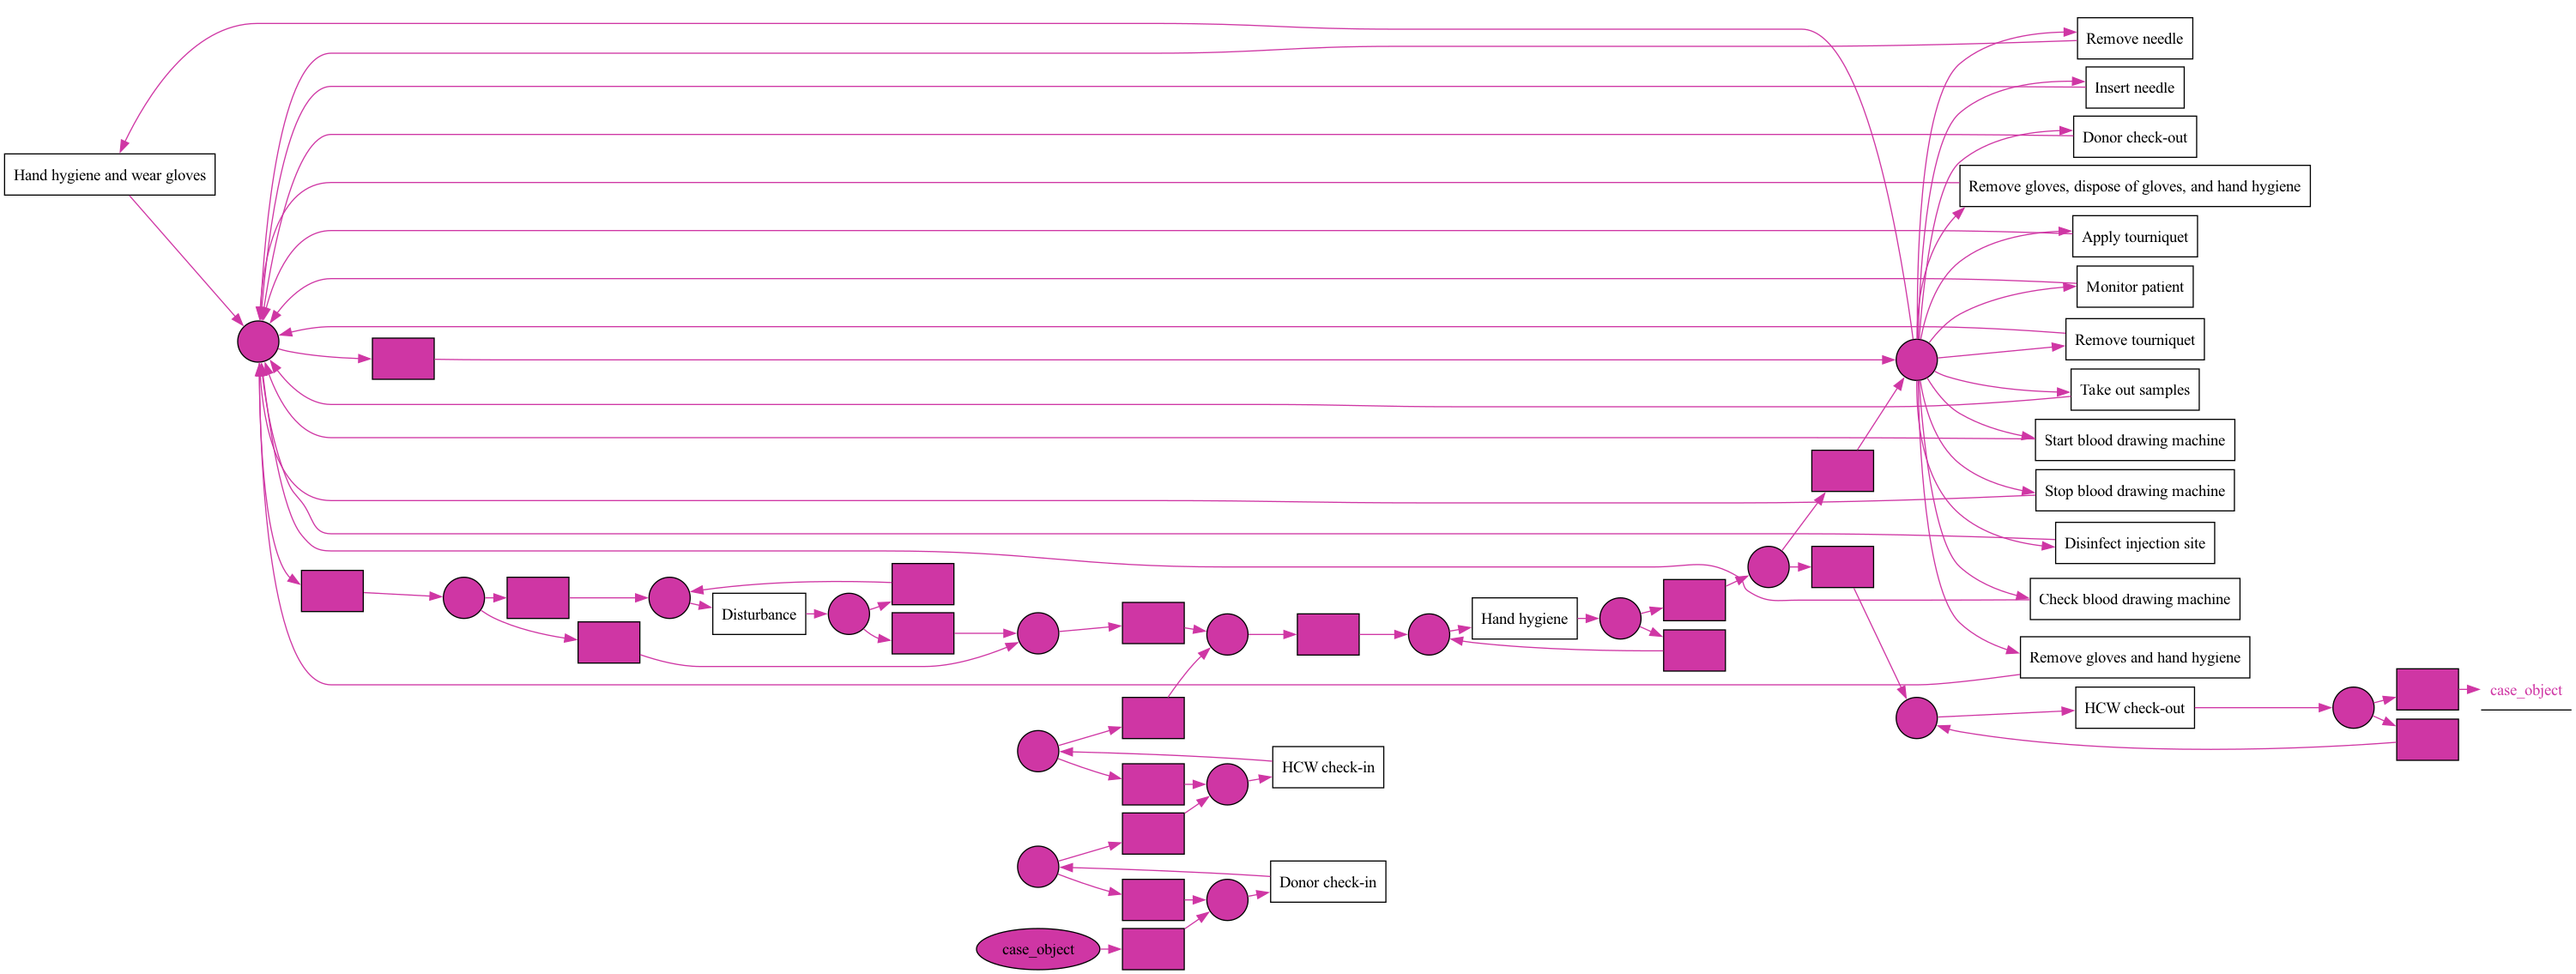 Remove needle
Insert needle
Donor check-out
Hand hygiene and wear gloves
Remove gloves, dispose of gloves, and hand hygiene
Apply tourniquet
Monitor patient
Remove tourniquet
Take out samples
Start blood drawing machine
Stop blood drawing machine
Disinfect injection site
Check blood drawing machine
Disturbance
Hand hygiene
Remove gloves and hand hygiene
case_object
HCW check-out
HCW check-in
Donor check-in
case_object